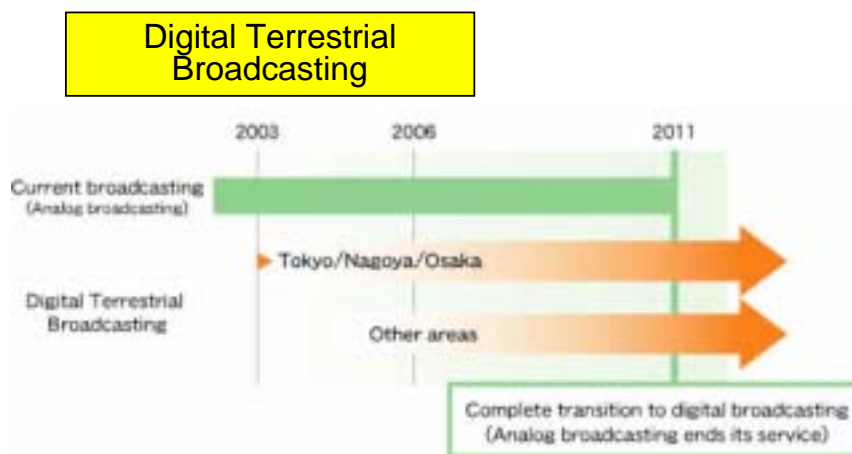 Digital Terrestrial
Broadcasting
2003
2006
2011
Current broadcasting
(Analog broadcasting)
Tokyo/Nagoya/Osaka
Digital Terrestrial
Broadcasting
Other areas
Complete transition to digital broadcasting
(Analog broadcasting ends its service)